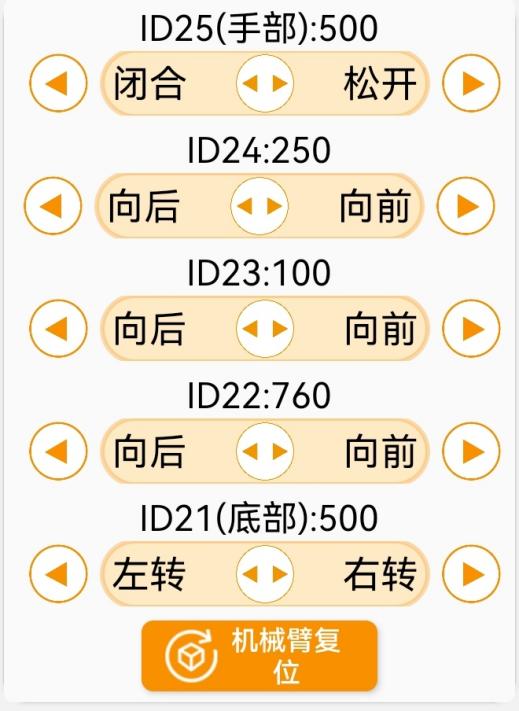 ID25(手部):500
闭合 松开
ID24:250
向后 向前
ID23:100
向后 向前
ID22:760
向后 向前
ID21(底部):500
左转 右转
机械臂复
位